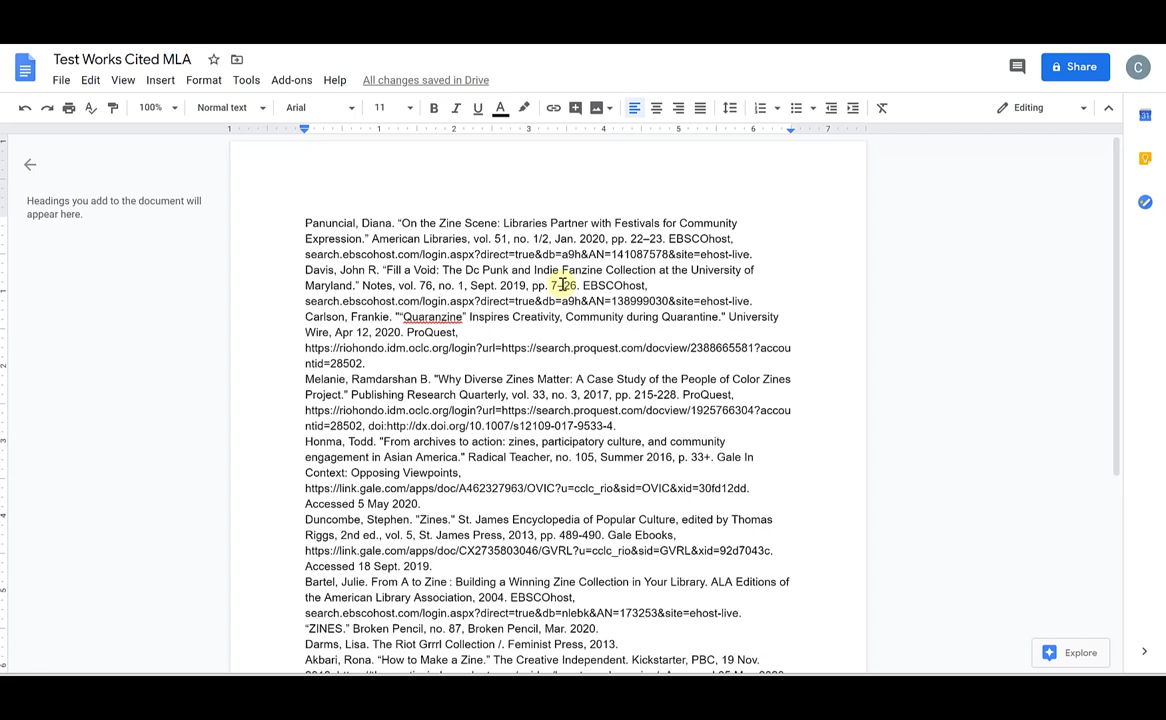 Test Works Cited MLA
File Edit View Insert Format Tools Add-ons Help All changes saved in Drive
Share
C
100% Normal text Arial 11 B I U A Editing
1 1 2 3 4 5 6 7
31
Headings you add to the document will
appear here.
Panuncial, Diana. “On the Zine Scene: Libraries Partner with Festivals for Community
Expression.” American Libraries, vol. 51, no. 1/2, Jan. 2020, pp. 22–23. EBSCOhost,
search.ebscohost.com/login.aspx?direct=true&db=a9h&AN=141087578&site=ehost-live.
Davis, John R. “Fill a Void: The Dc Punk and Indie Fanzine Collection at the University of
Maryland.” Notes, vol. 76, no. 1, Sept. 2019, pp. 7–26. EBSCOhost,
search.ebscohost.com/login.aspx?direct=true&db=a9h&AN=138999030&site=ehost-live.
Carlson, Frankie. "“Quaranzine” Inspires Creativity, Community during Quarantine." University
Wire, Apr 12, 2020. ProQuest,
https://riohondo.idm.oclc.org/login?url=https://search.proquest.com/docview/2388665581?accou
ntid=28502.
Melanie, Ramdarshan B. "Why Diverse Zines Matter: A Case Study of the People of Color Zines
Project." Publishing Research Quarterly, vol. 33, no. 3, 2017, pp. 215-228. ProQuest,
https://riohondo.idm.oclc.org/login?url=https://search.proquest.com/docview/1925766304?accou
ntid=28502, doi:http://dx.doi.org/10.1007/s12109-017-9533-4.
Honma, Todd. "From archives to action: zines, participatory culture, and community
engagement in Asian America." Radical Teacher, no. 105, Summer 2016, p. 33+. Gale In
Context: Opposing Viewpoints,
https://link.gale.com/apps/doc/A462327963/OVIC?u=cclc_rio&sid=OVIC&xid=30fd12dd.
Accessed 5 May 2020.
Duncombe, Stephen. "Zines." St. James Encyclopedia of Popular Culture, edited by Thomas
Riggs, 2nd ed., vol. 5, St. James Press, 2013, pp. 489-490. Gale Ebooks,
https://link.gale.com/apps/doc/CX2735803046/GVRL?u=cclc_rio&sid=GVRL&xid=92d7043c.
Accessed 18 Sept. 2019.
Bartel, Julie. From A to Zine : Building a Winning Zine Collection in Your Library. ALA Editions of
the American Library Association, 2004. EBSCOhost,
search.ebscohost.com/login.aspx?direct=true&db=nlebk&AN=173253&site=ehost-live.
“ZINES.” Broken Pencil, no. 87, Broken Pencil, Mar. 2020.
Darms, Lisa. The Riot Grrrl Collection /. Feminist Press, 2013.
Akbari, Rona. “How to Make a Zine.” The Creative Independent. Kickstarter, PBC, 19 Nov.
Explore